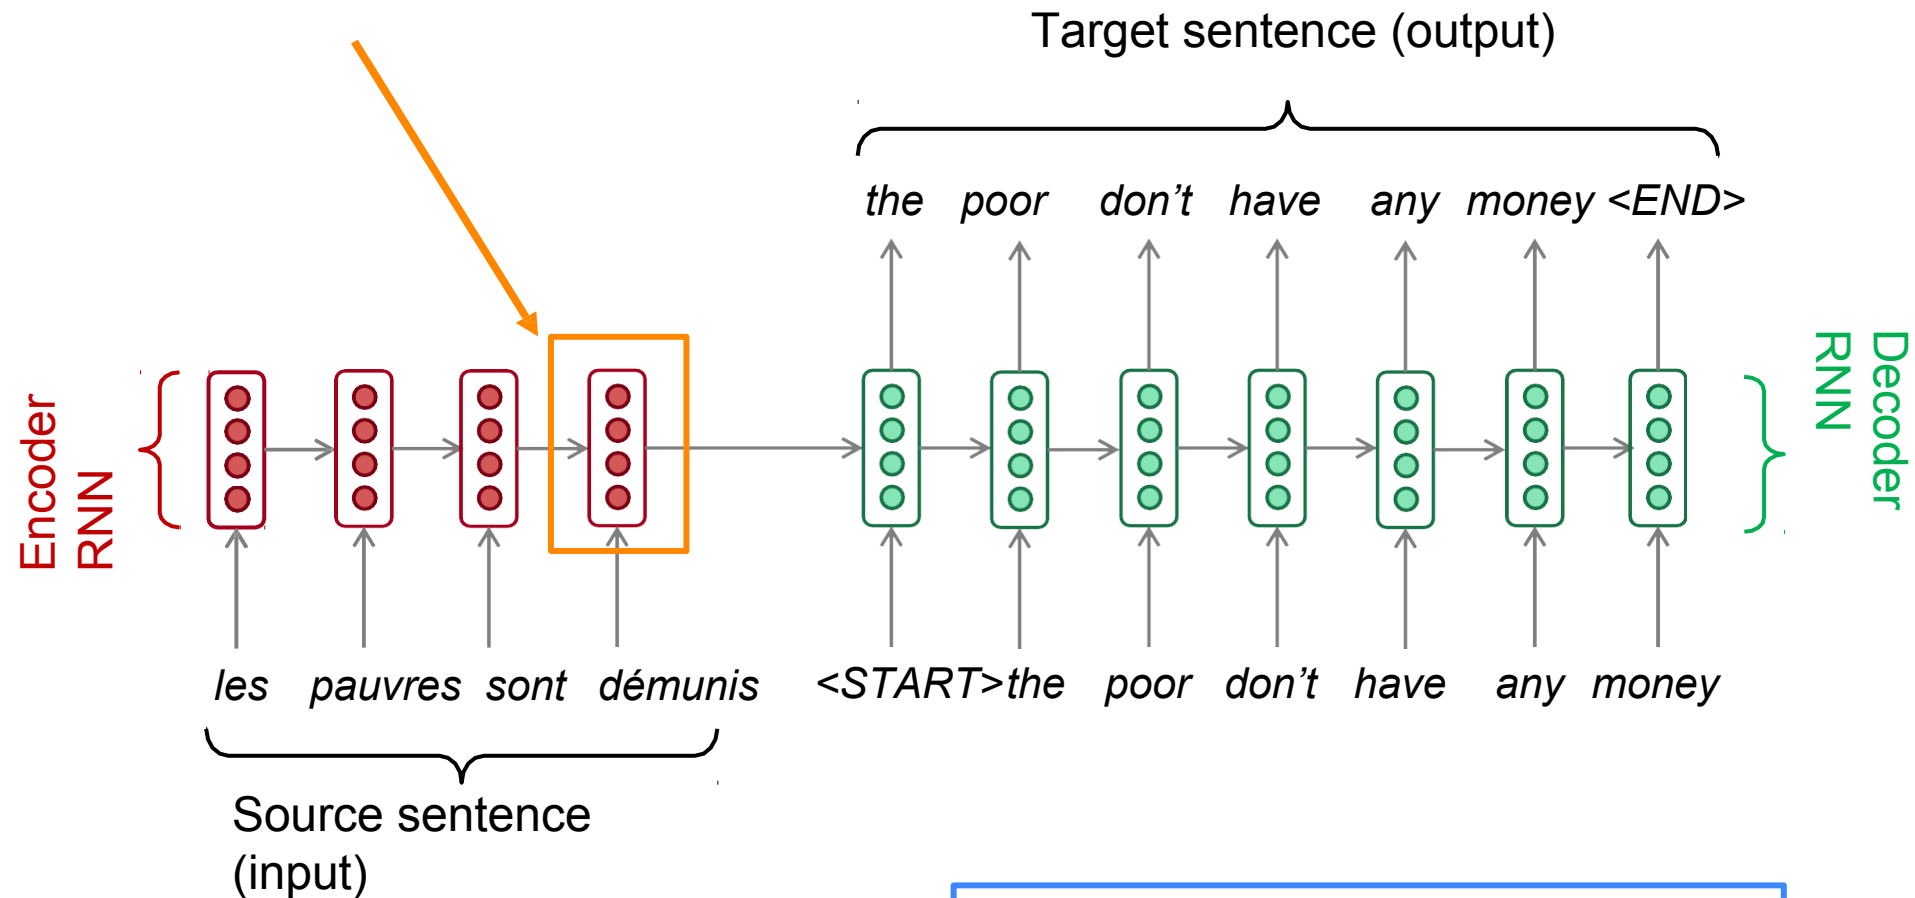 Target sentence (output)
the poor don't have any money <END>
Encoder
RNN
Decoder
RNN
les pauvres sont démunis <START>the poor don't have any money
Source sentence
(input)